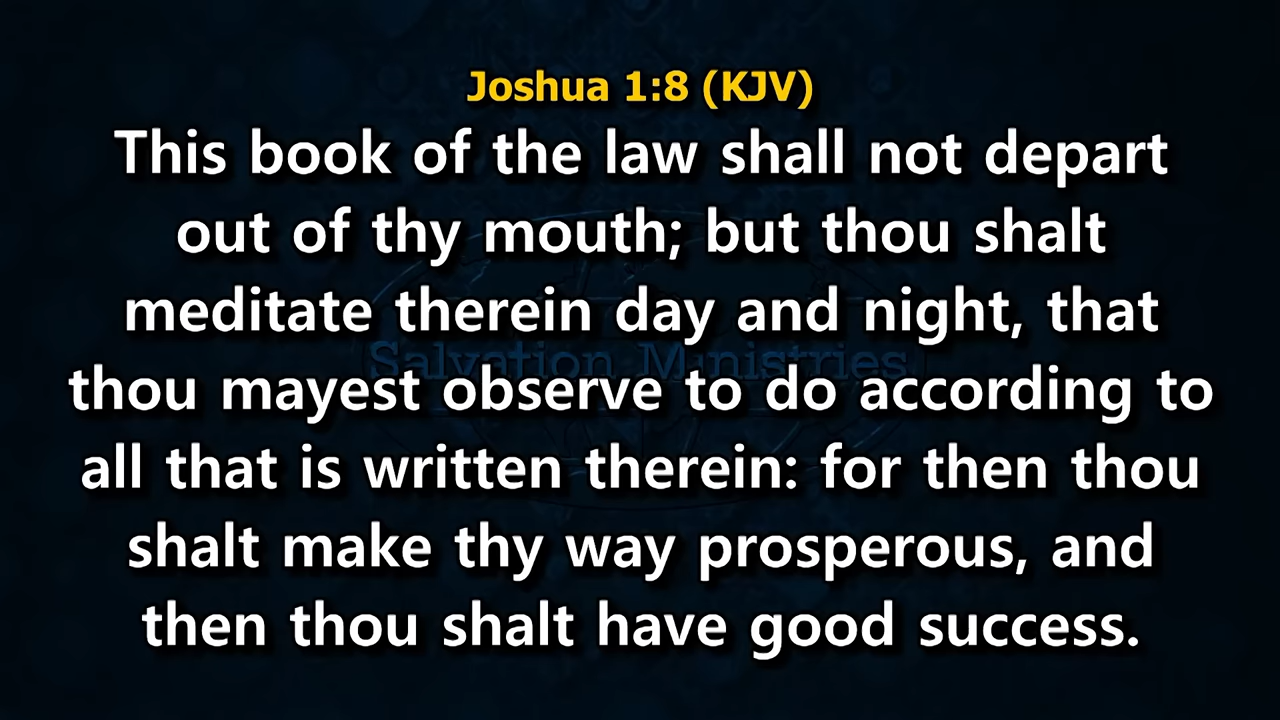 Joshua 1:8 (KJV)
This book of the law shall not depart
out of thy mouth; but thou shalt
meditate therein day and night, that
Salvation Ministries
thou mayest observe to do according to
all that is written therein: for then thou
shalt make thy way prosperous, and
then thou shalt have good success.